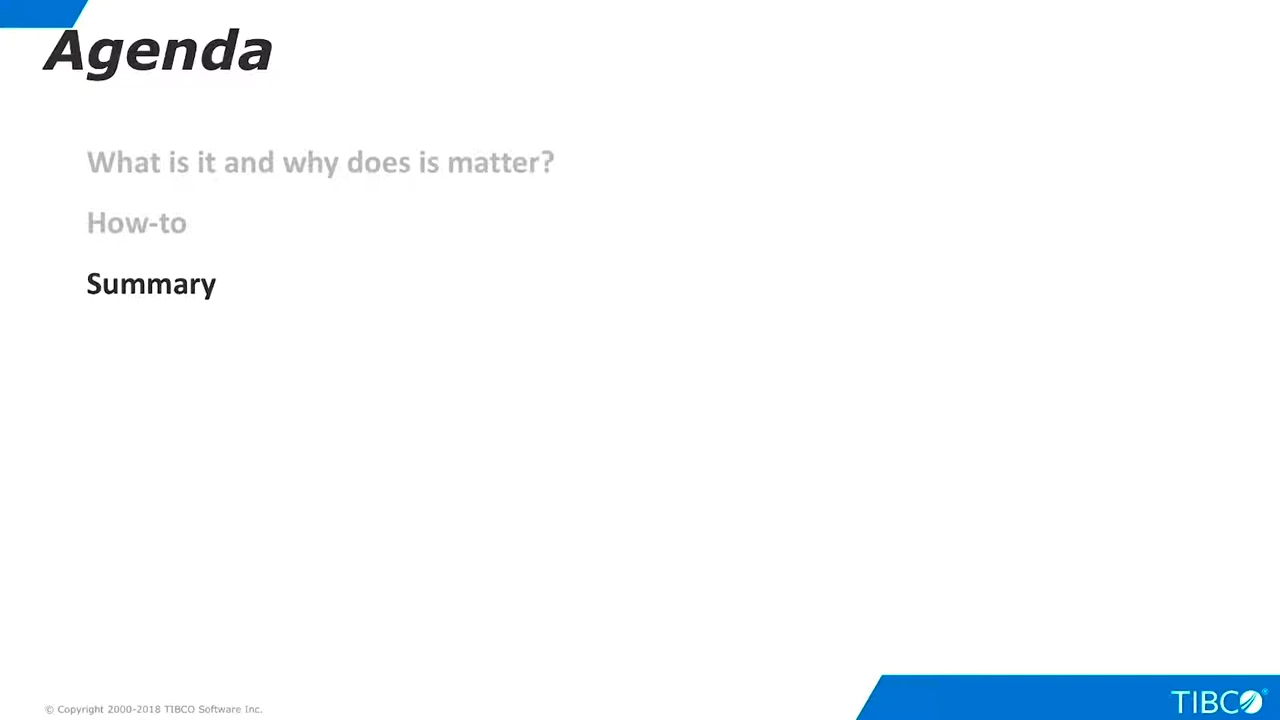 Agenda
What is it and why does is matter?
How-to
Summary
© Copyright 2000-2018 TIBCO Software Inc.
TIBCO®